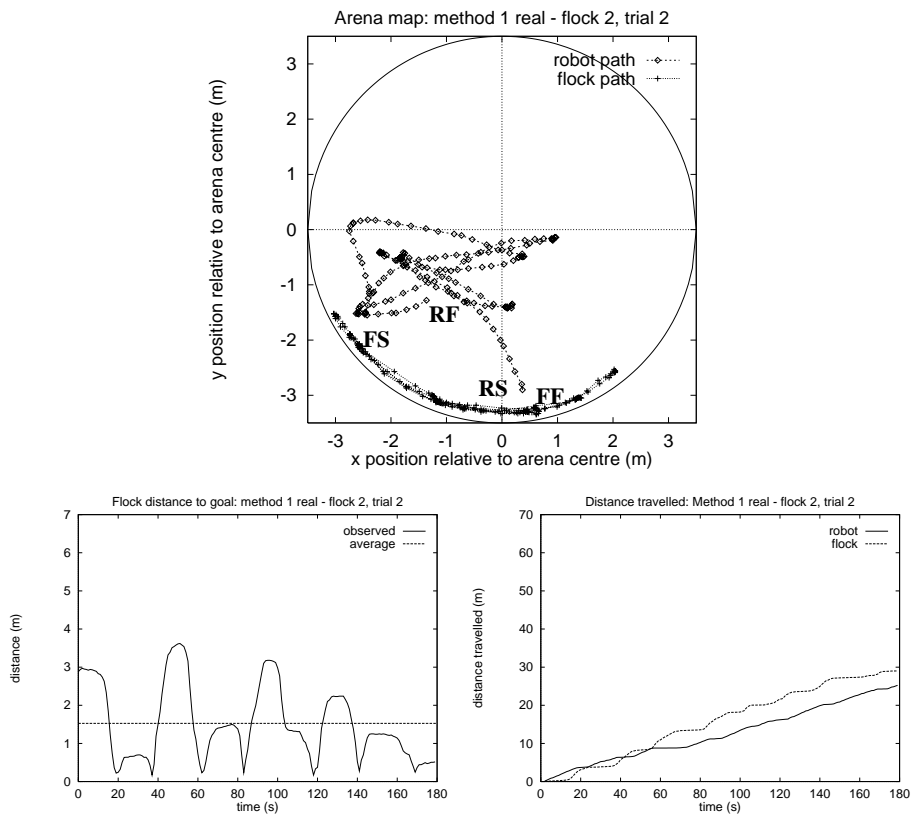 Arena map: method 1 real - flock 2, trial 2
robot path
flock path
y position relative to arena centre (m)
3
2
1
0
-1
-2
-3
RF
FS
RS
FF
-3 -2 -1 0 1 2 3
x position relative to arena centre (m)
Flock distance to goal: method 1 real - flock 2, trial 2
observed
average
distance (m)
7
6
5
4
3
2
1
0
0 20 40 60 80 100 120 140 160 180
time (s)
Distance travelled: Method 1 real - flock 2, trial 2
robot
flock
distance travelled (m)
70
60
50
40
30
20
10
0
0 20 40 60 80 100 120 140 160 180
time (s)